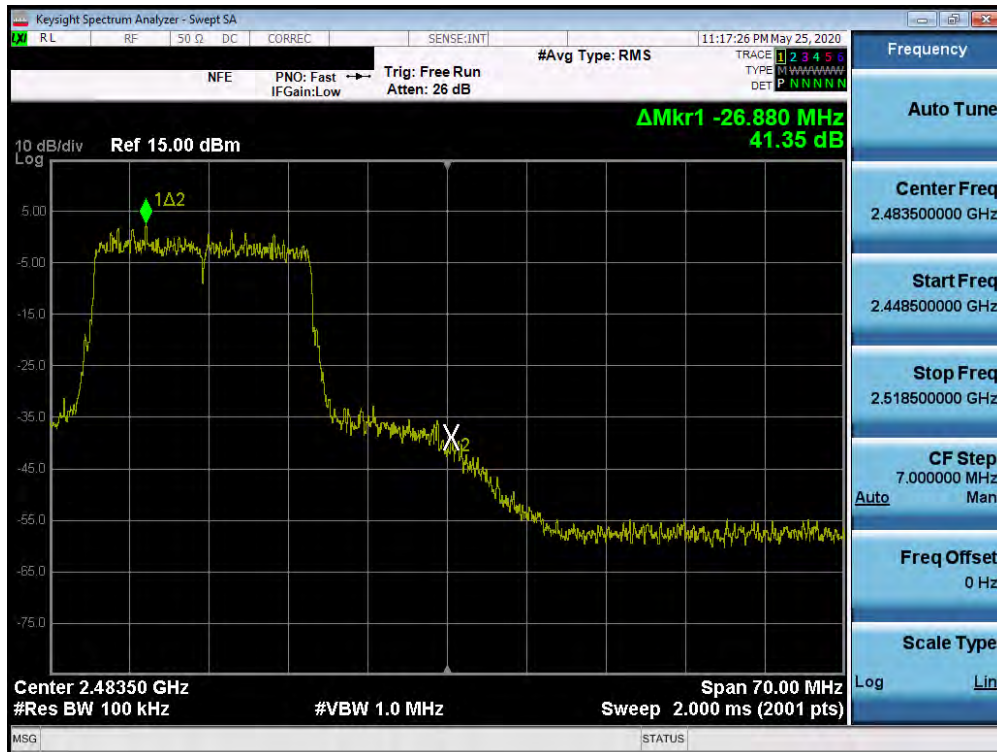 Keysight Spectrum Analyzer - Swept SA
LXI RL RF 50 Ω DC CORREC SENSE:INT 11:17:26 PM May 25, 2020
NFE PNO: Fast Trig: Free Run #Avg Type: RMS TRACE 1 2 3 4 5 6
IFGain:Low Atten: 26 dB TYPE M WWWWW
DET P N N N N N
ΔMkr1 -26.880 MHz
41.35 dB
10 dB/div Ref 15.00 dBm
Log
1Δ2
5.00
-5.00
-15.0
-25.0
-35.0
X2
-45.0
-55.0
-65.0
-75.0
Center 2.48350 GHz Span 70.00 MHz
#Res BW 100 kHz #VBW 1.0 MHz Sweep 2.000 ms (2001 pts)
MSG STATUS
Frequency
Auto Tune
Center Freq
2.483500000 GHz
Start Freq
2.448500000 GHz
Stop Freq
2.518500000 GHz
CF Step
7.000000 MHz
Auto Man
Freq Offset
0 Hz
Scale Type
Log Lin